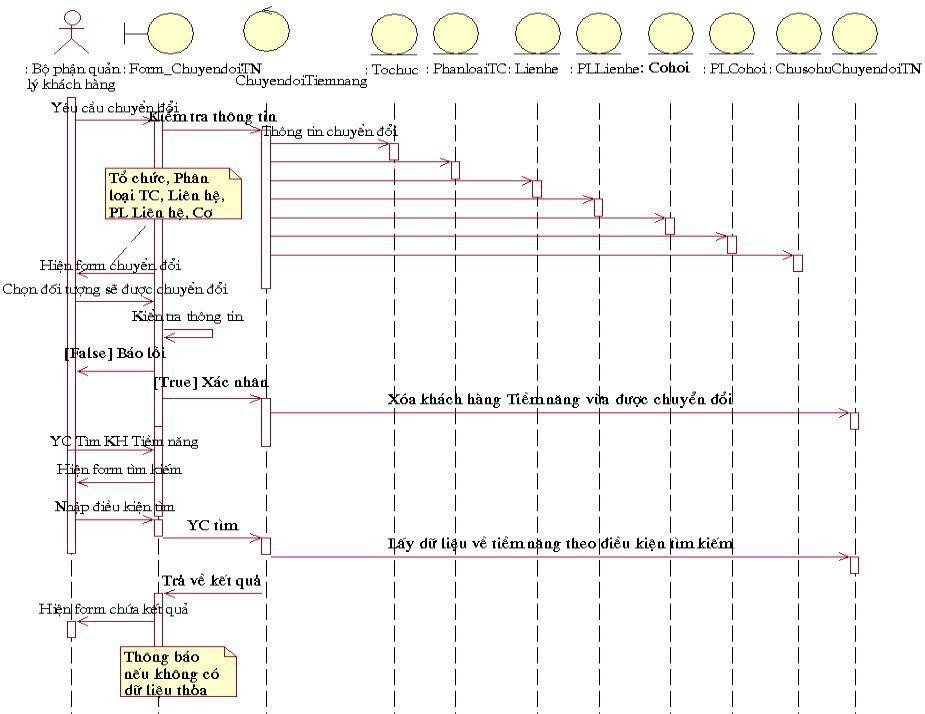 : Bộ phận quản lý khách hàng
: Form_ChuyendoiTN
ChuyendoiTiemnang
: Tochuc
: PhanloaiTC
: Lienhe
: PLLienhe
: Cohoi
: PLCohoi
: Chusohu
ChuyendoiTN
Yêu cầu chuyển đổi
Kiểm tra thông tin
Thông tin chuyển đổi
Tổ chức, Phân
loại TC, Liên hệ,
PL Liên hệ, Cơ
Hiện form chuyển đổi
Chọn đối tượng sẽ được chuyển đổi
Kiển tra thông tin
[False] Báo lỗi
[True] Xác nhân
Xóa khách hàng Tiềm năng vừa được chuyển đổi
YC Tìm KH Tiềm năng
Hiện form tìm kiếm
Nhập điều kiện tìm
YC tìm
Lấy dữ liệu về tiềm năng theo điều kiện tìm kiếm
Trả về kết quả
Hiện form chứa kết quả
Thông báo
nếu không có
dữ liệu thỏa